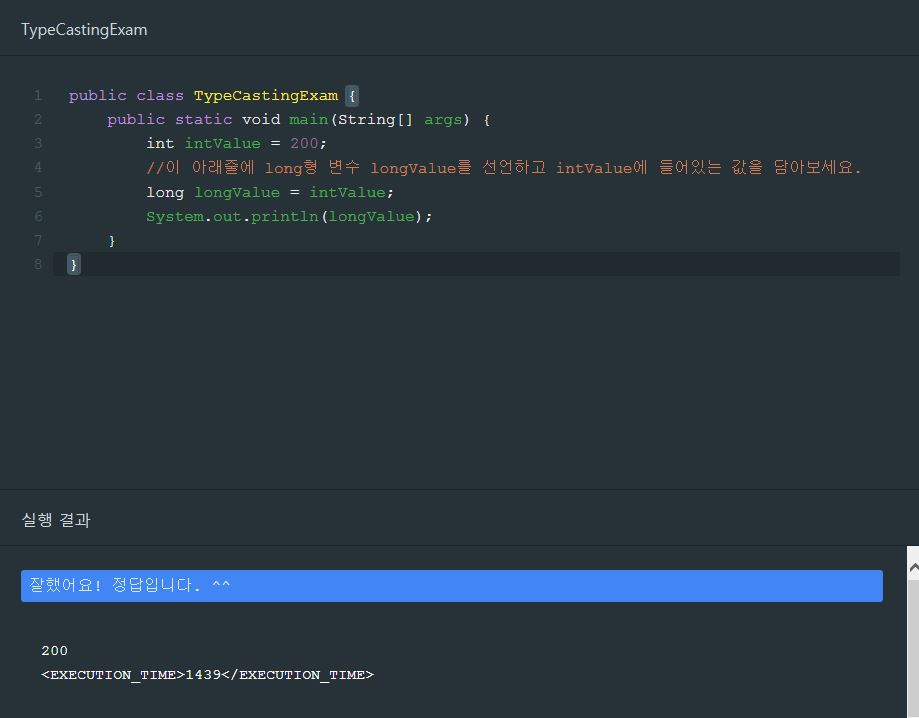 TypeCastingExam
1 public class TypeCastingExam {
2 public static void main(String[] args) {
3 int intValue = 200;
4 //이 아래줄에 long형 변수 longValue를 선언하고 intValue에 들어있는 값을 담아보세요.
5 long longValue = intValue;
6 System.out.println(longValue);
7 }
8 }
실행 결과
잘했어요! 정답입니다. ^^
200
<EXECUTION_TIME>1439</EXECUTION_TIME>